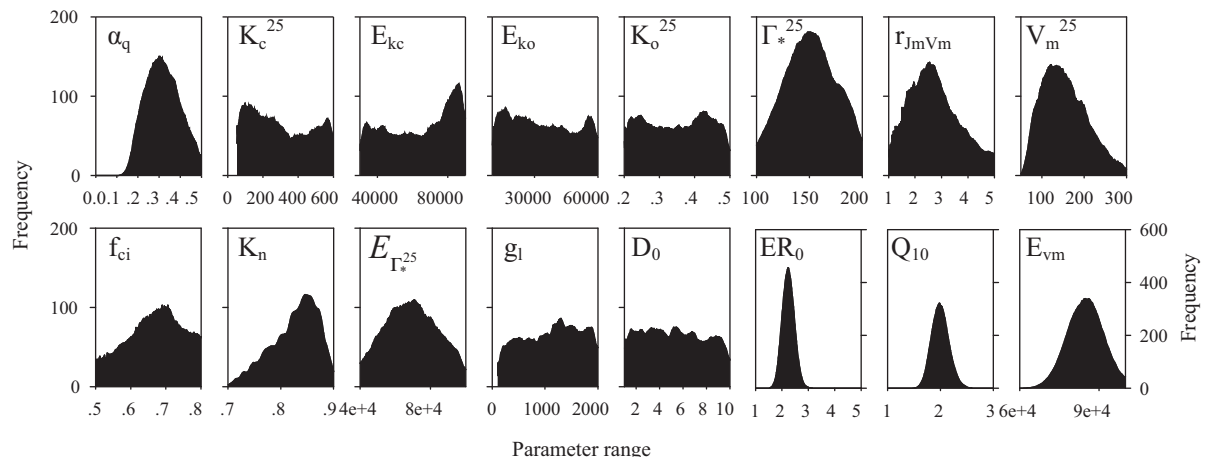 200
α_q K_c^25 E_kc E_ko K_o^25 Γ_*^25 r_JmVm V_m^25
100
0
0.0.1 .2 .3 .4 .5 0 200 400 600 40000 80000 30000 60000 .2 .3 .4 .5 100 150 200 1 2 3 4 5 100 200 300
Frequency
200 600
f_ci K_n E_Γ_*^25 g_l D_0 ER_0 Q_10 E_vm
400
100
200
0 0
Frequency
.5 .6 .7 .8 .7 .8 .9 4e+4 8e+4 0 1000 2000 2 4 6 8 10 1 2 3 4 5 1 2 3 6e+4 9e+4
Parameter range